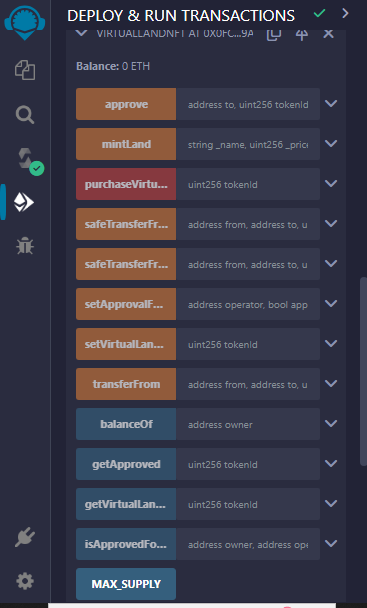 DEPLOY & RUN TRANSACTIONS
VIRTUALLANDNFT AT 0X0FC...9A
Balance: 0 ETH
approve address to, uint256 tokenId
mintLand string _name, uint256 _price
purchaseVirtu... uint256 tokenId
safeTransferFr... address from, address to, u
safeTransferFr... address from, address to, u
setApprovalF... address operator, bool app
setVirtualLan... uint256 tokenId
transferFrom address from, address to, u
balanceOf address owner
getApproved uint256 tokenId
getVirtualLan... uint256 tokenId
isApprovedFo... address owner, address ope
MAX_SUPPLY